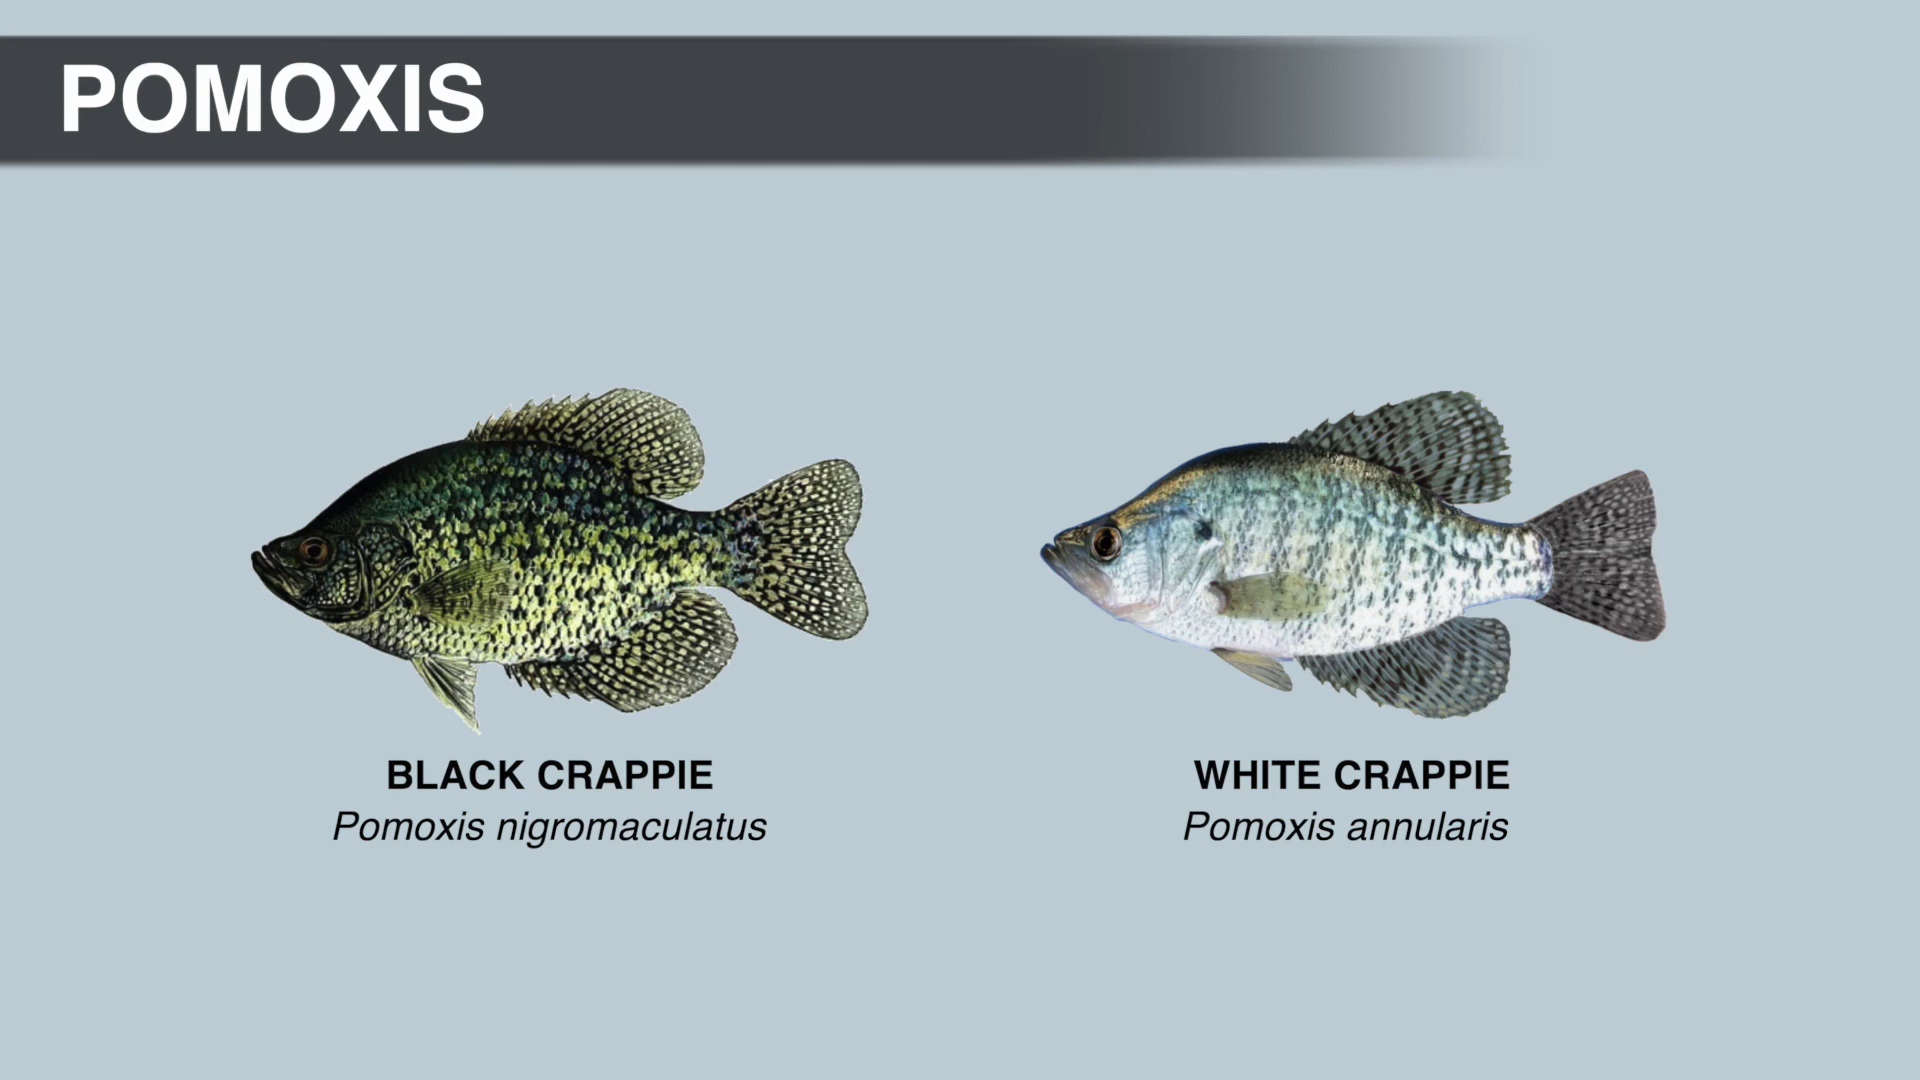 POMOXIS
BLACK CRAPPIE
Pomoxis nigromaculatus
WHITE CRAPPIE
Pomoxis annularis